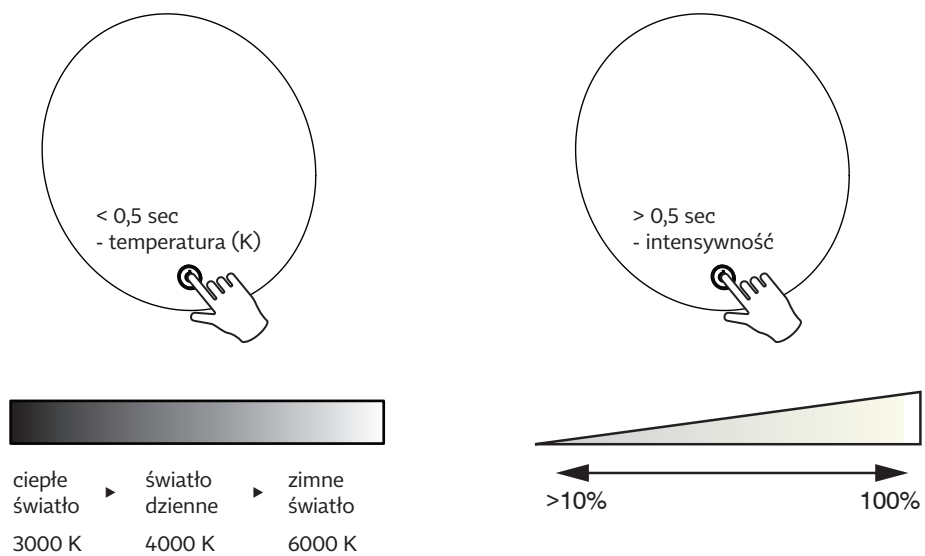 < 0,5 sec
- temperatura (K)
> 0,5 sec
- intensywność
ciepłe
światło
światło
dzienne
zimne
światło
3000 K
4000 K
6000 K
>10%
100%